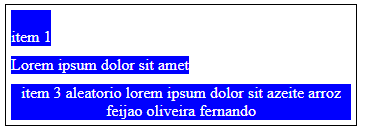 item 1
Lorem ipsum dolor sit amet
item 3 aleatorio lorem ipsum dolor sit azeite arroz
feijao oliveira fernando